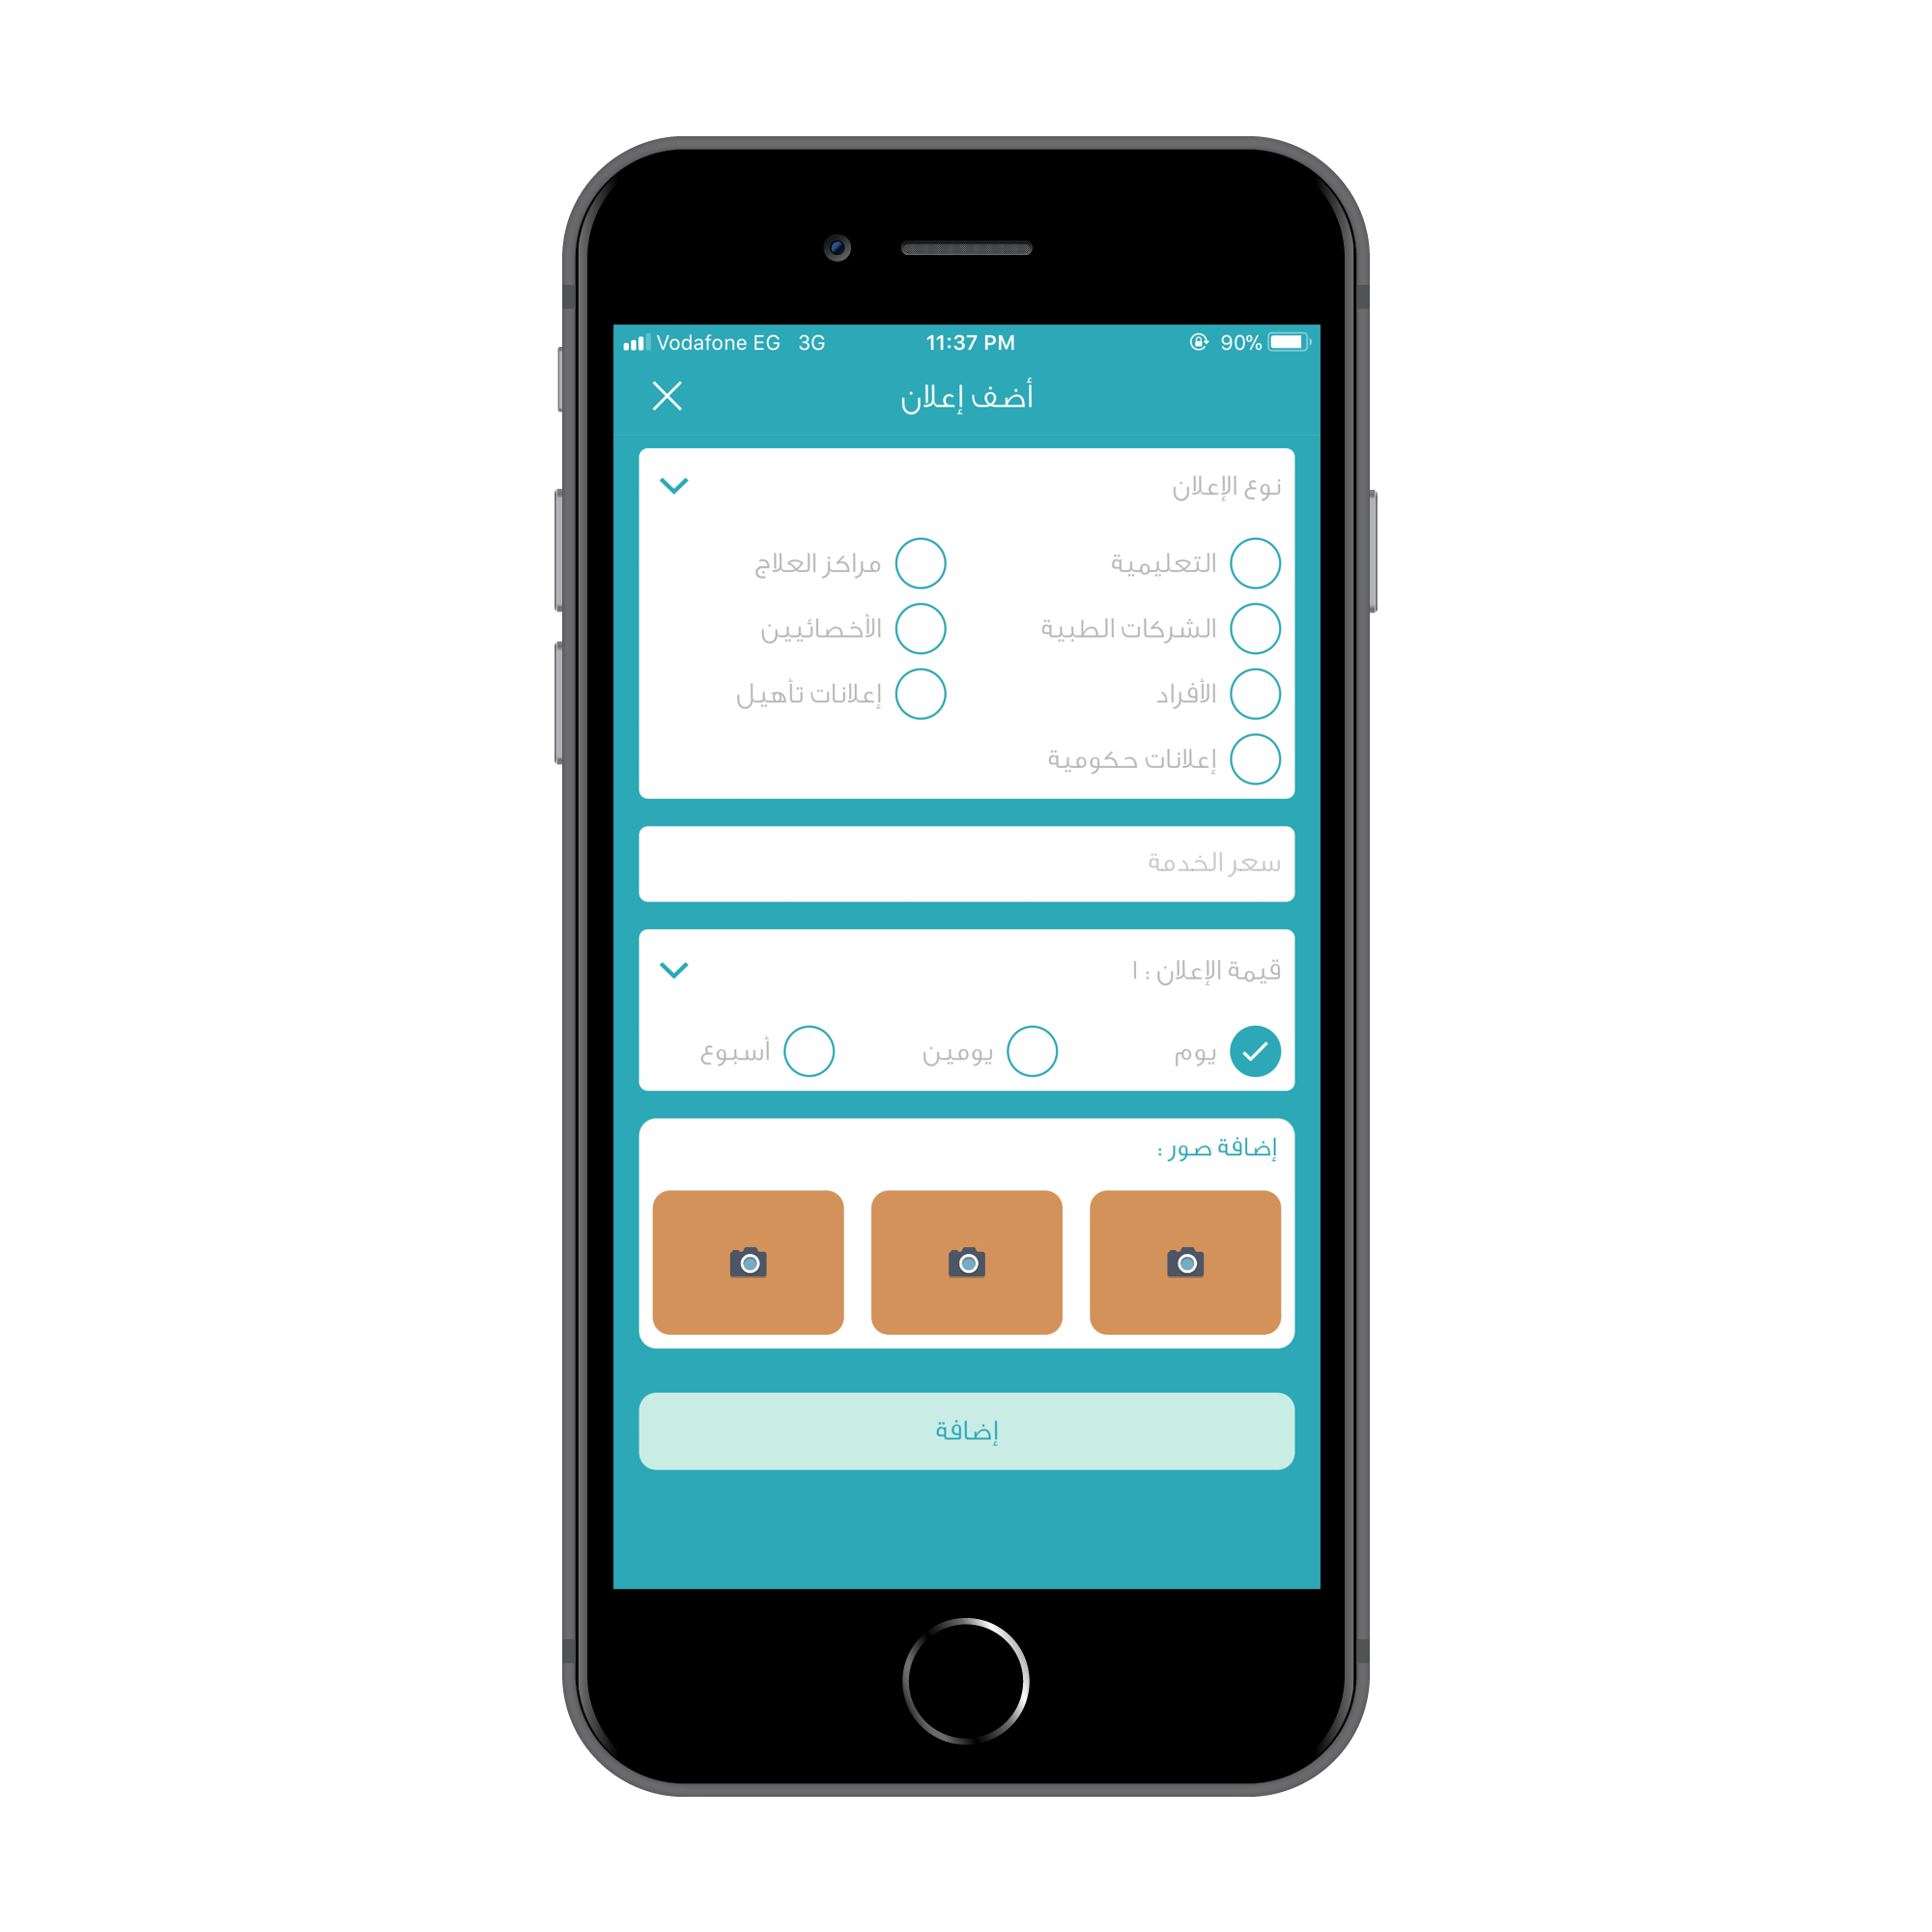 Vodafone EG 3G 11:37 PM 90%
أضف إعلان
نوع الإعلان
التعليمية مراكز العلاج
الشركات الطبية الأخصائيين
الأفراد إعلانات تأهيل
إعلانات حكومية
سعر الخدمة
قيمة الإعلان : ا
يوم يومين أسبوع
إضافة صور :
إضافة